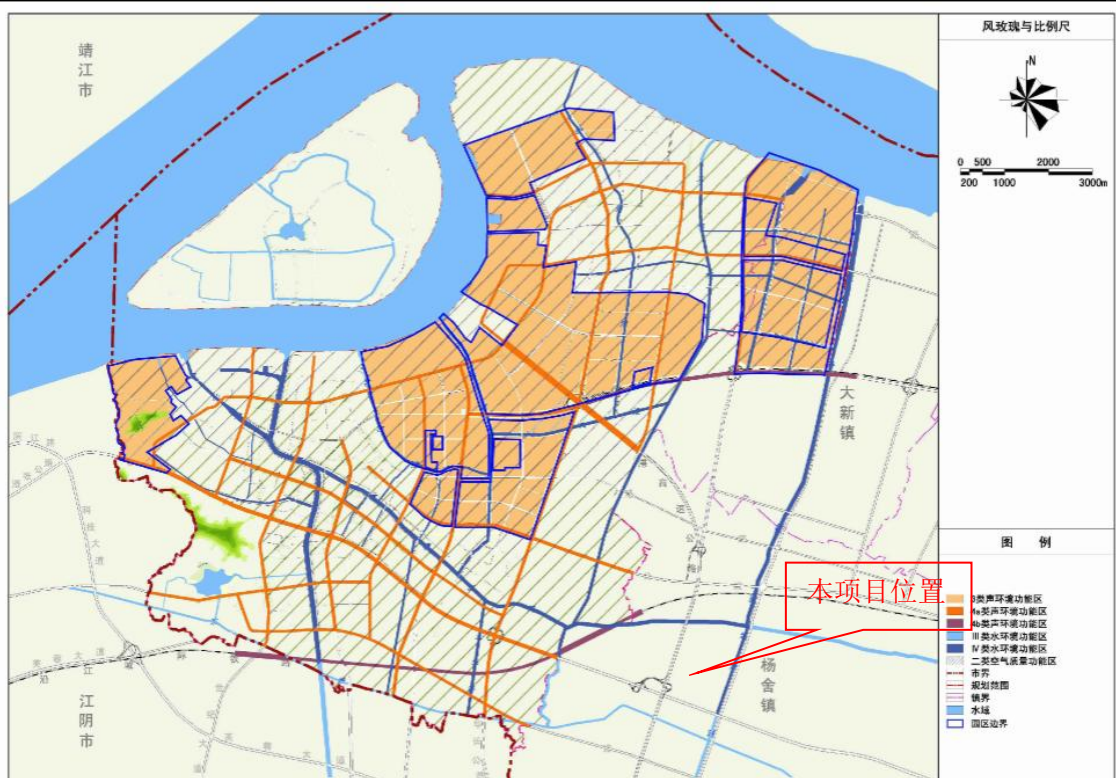 风玫瑰与比例尺
N
0 500 2000
200 1000 3000m
靖江市
大新镇
杨舍镇
江阴市
本项目位置
图 例
3类声环境功能区
4a类声环境功能区
4b类声环境功能区
III类水环境功能区
IV类水环境功能区
二类空气质量功能区
市界
规划范围
镇界
水域
园区边界